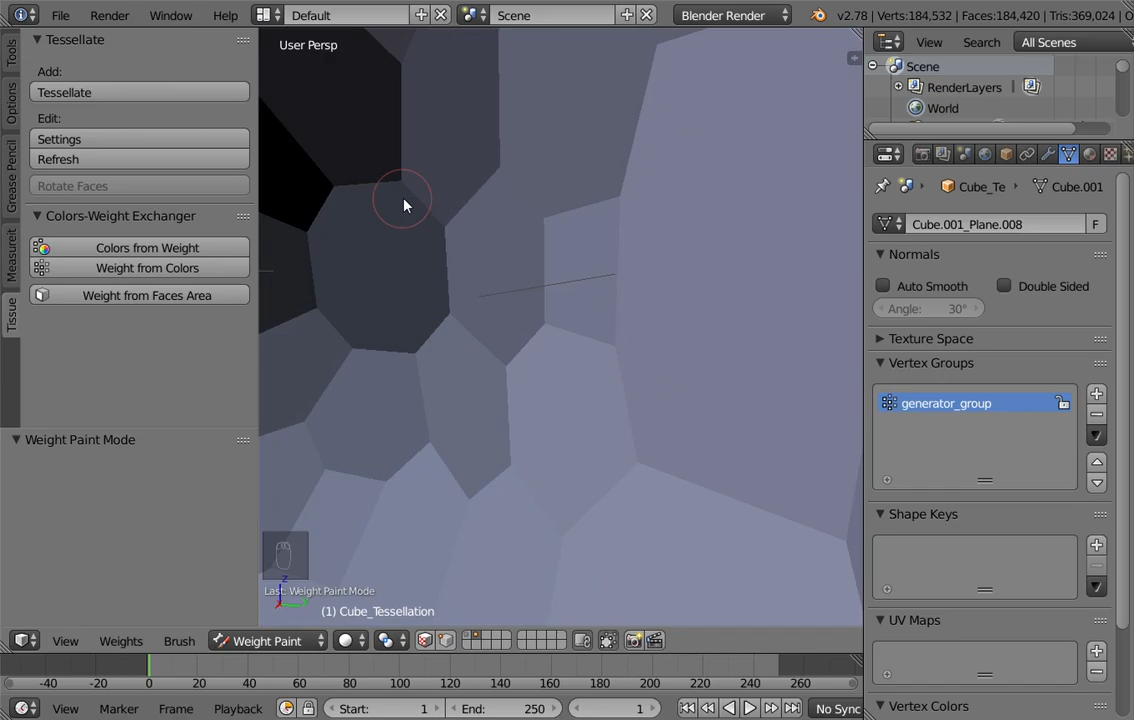 File Render Window Help Default Scene Blender Render v2.78 | Verts:184,532 | Faces:184,420 | Tris:369,024 | O
Tessellate
Add:
Tessellate
Edit:
Settings
Refresh
Rotate Faces
Colors-Weight Exchanger
Colors from Weight
Weight from Colors
Weight from Faces Area
Tools
Options
Grease Pencil
Measureit
Tissue
Weight Paint Mode
User Persp
Last: Weight Paint Mode
(1) Cube_Tessellation
z
View Search All Scenes
Scene
RenderLayers
World
Cube_Te Cube.001
Cube.001_Plane.008 F
Normals
Auto Smooth Double Sided
Angle: 30°
Texture Space
Vertex Groups
generator_group
Shape Keys
UV Maps
Vertex Colors
View Weights Brush Weight Paint
-40 -20 0 20 40 60 80 100 120 140 160 180 200 220 240 260
View Marker Frame Playback Start: 1 End: 250 1 No Sync